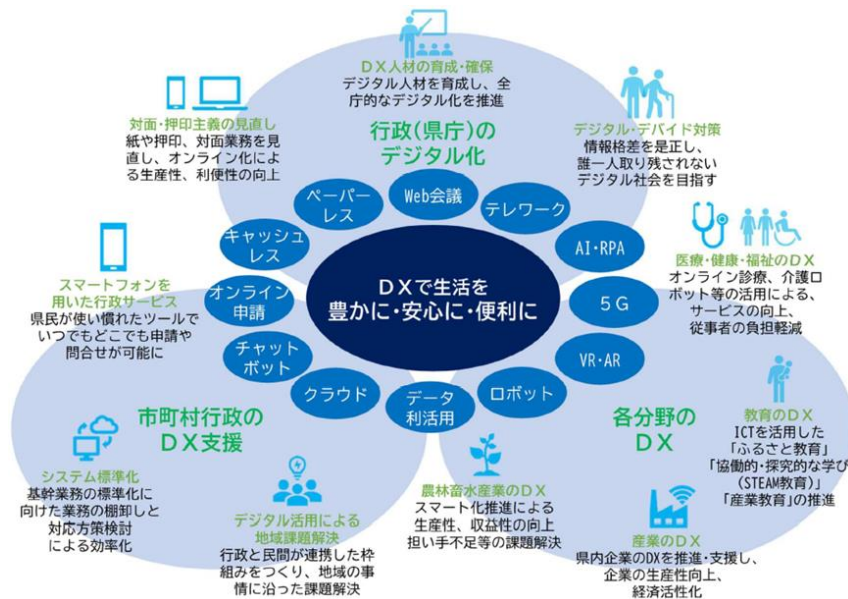 DX人材の育成・確保
デジタル人材を育成し、全
庁的なデジタル化を推進
対面・押印主義の見直し
紙や押印、対面業務を見
直し、オンライン化によ
る生産性、利便性の向上
行政(県庁)の
デジタル化
デジタル・デバイド対策
情報格差を是正し、
誰一人取り残されない
デジタル社会を目指す
ペーパー
レス
Web会議
テレワーク
キャッシュ
レス
AI・RPA
スマートフォンを
用いた行政サービス
県民が使い慣れたツールで
いつでもどこでも申請や
問合せが可能に
オンライン
申請
DXで生活を
豊かに・安心に・便利に
5G
医療・健康・福祉のDX
オンライン診療、介護ロ
ボット等の活用による、
サービスの向上、
従事者の負担軽減
チャット
ボット
クラウド
データ
利活用
ロボット
VR・AR
市町村行政の
DX支援
各分野の
DX
教育のDX
ICTを活用した
「ふるさと教育」
「協働的・探究的な学び
(STEAM教育)」
「産業教育」の推進
システム標準化
基幹業務の標準化に
向けた業務の棚卸しと
対応方策検討
による効率化
デジタル活用による
地域課題解決
行政と民間が連携した枠
組みをつくり、地域の事
情に沿った課題解決
農林畜水産業のDX
スマート化推進による
生産性、収益性の向上
担い手不足等の課題解決
産業のDX
県内企業のDXを推進・支援し、
企業の生産性向上、
経済活性化